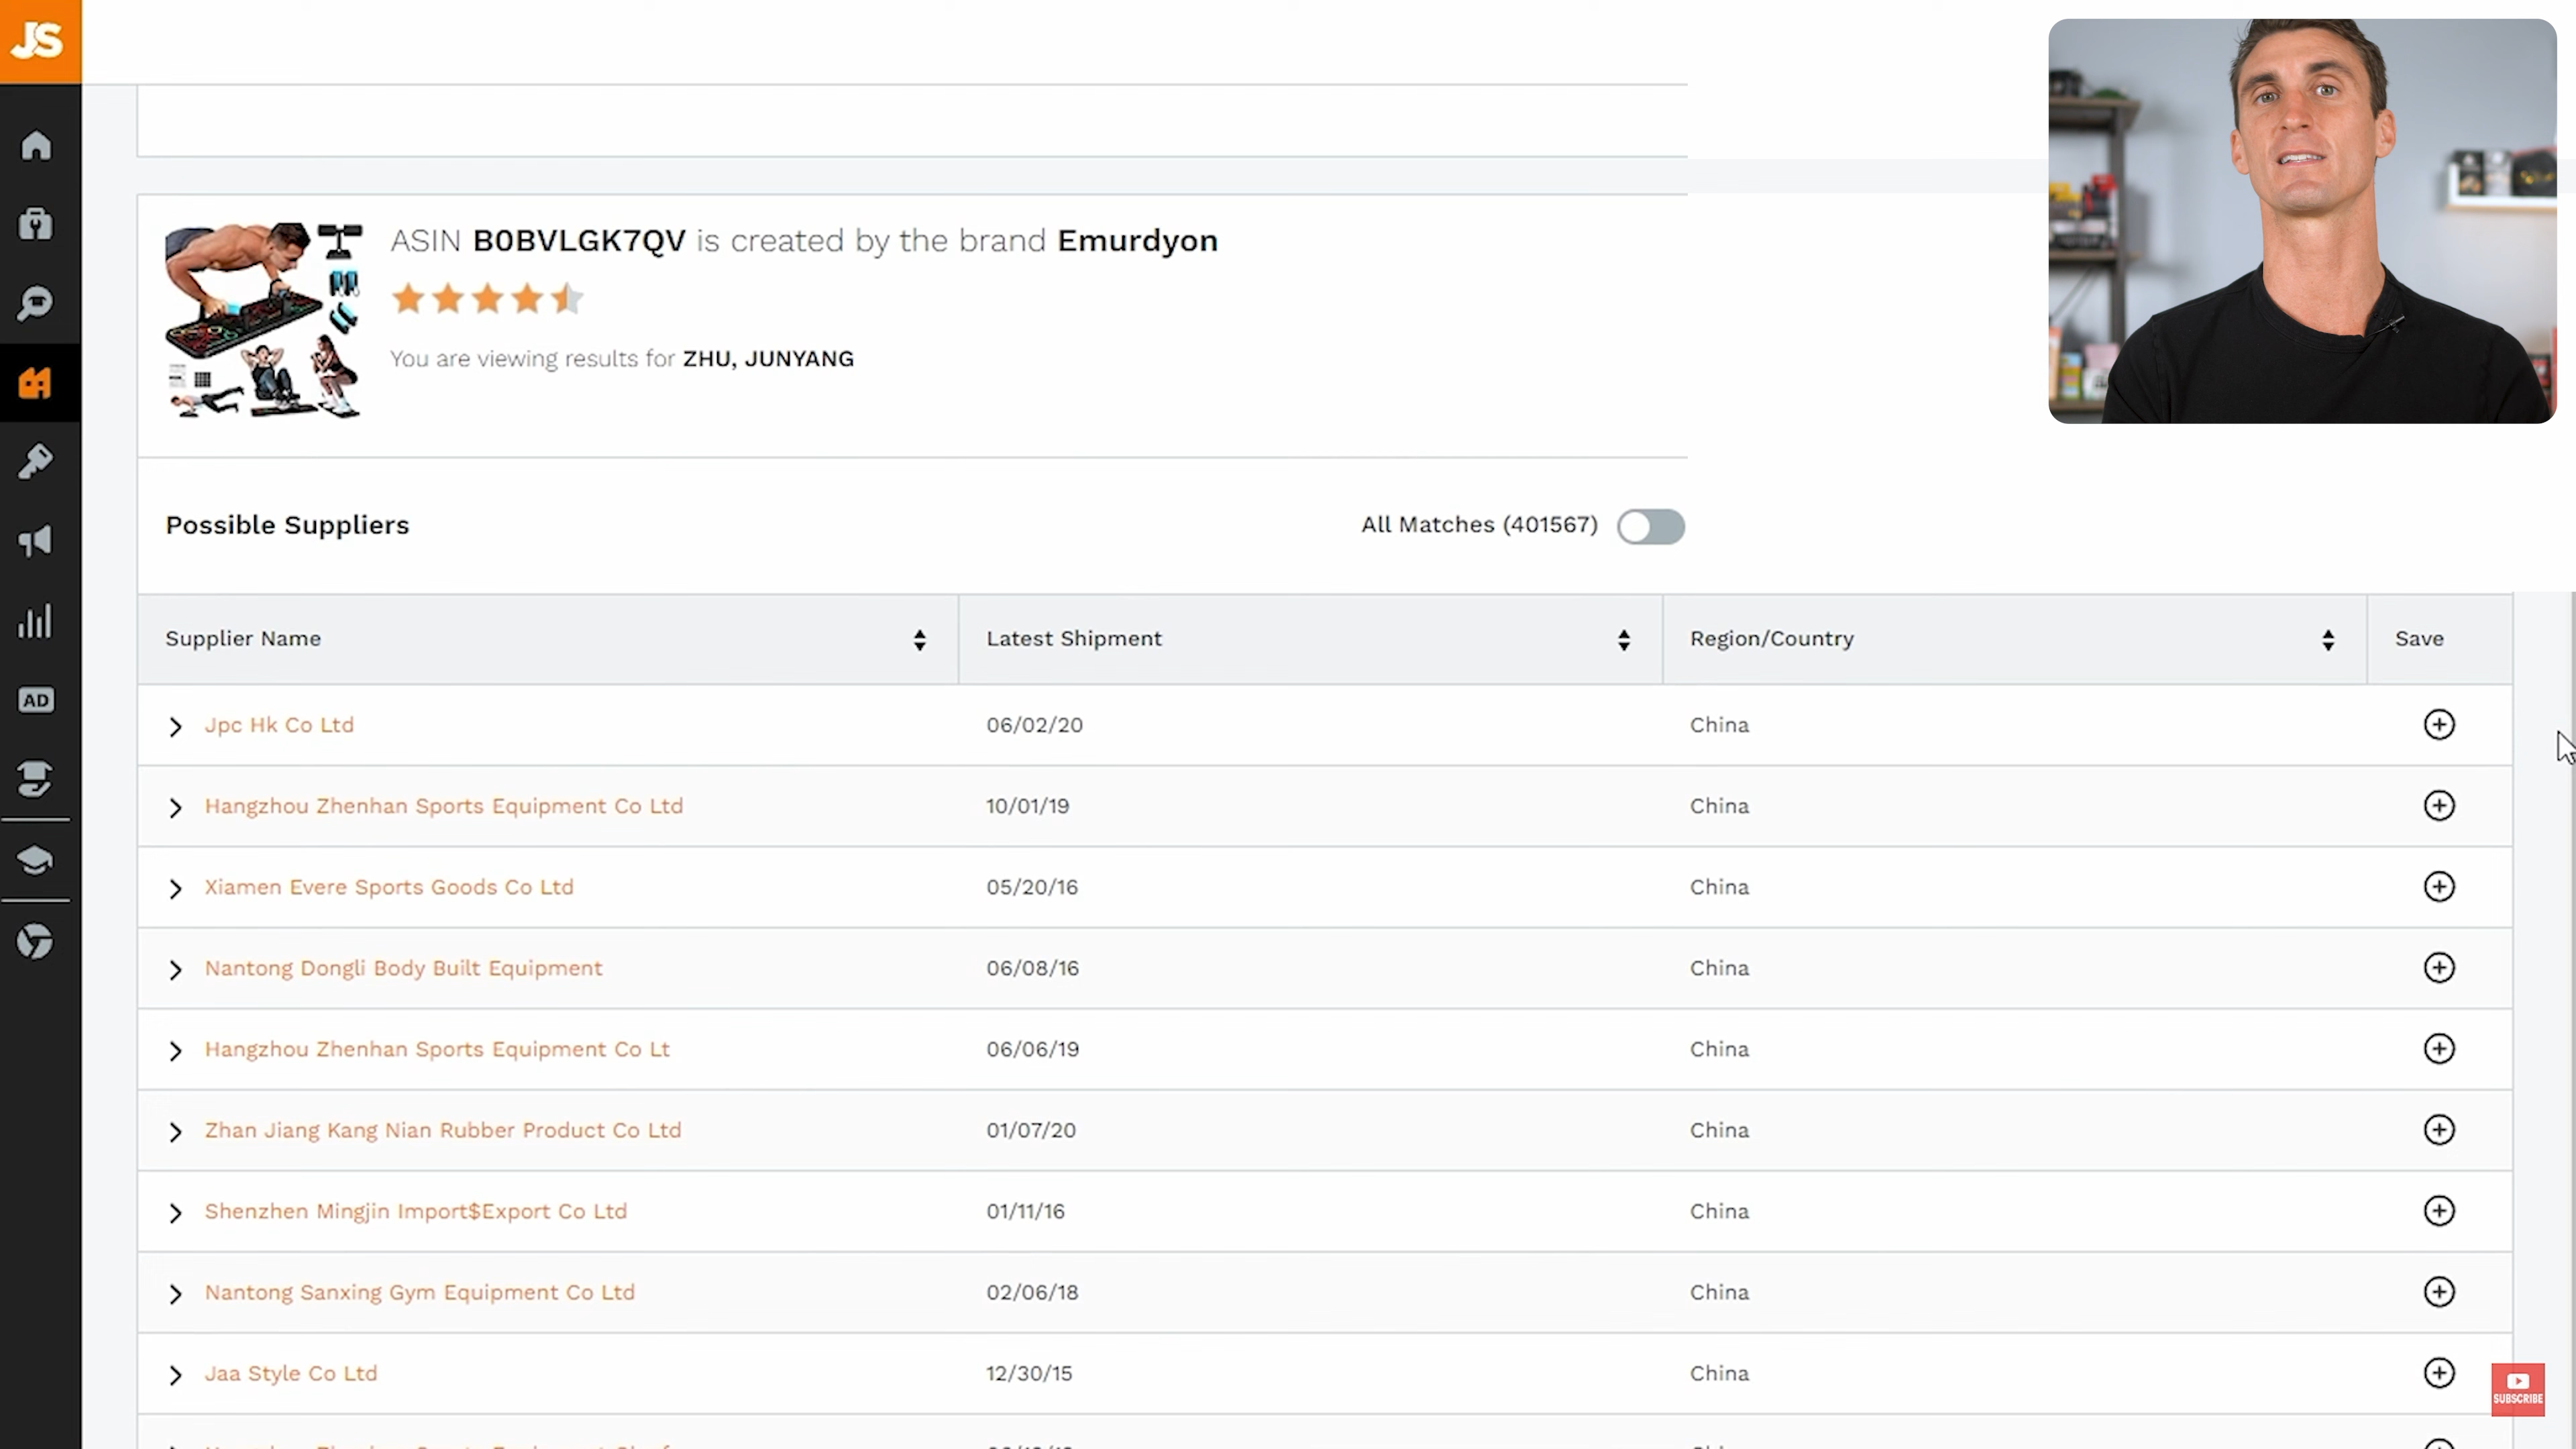 JS
ASIN B0BVLGK7QV is created by the brand Emurdyon
You are viewing results for ZHU, JUNYANG
Possible Suppliers
All Matches (401567)
Supplier Name
Latest Shipment
Region/Country
Save
Jpc Hk Co Ltd 06/02/20 China
Hangzhou Zhenhan Sports Equipment Co Ltd 10/01/19 China
Xiamen Evere Sports Goods Co Ltd 05/20/16 China
Nantong Dongli Body Built Equipment 06/08/16 China
Hangzhou Zhenhan Sports Equipment Co Lt 06/06/19 China
AD
Zhan Jiang Kang Nian Rubber Product Co Ltd 01/07/20 China
Shenzhen Mingjin Import$Export Co Ltd 01/11/16 China
Nantong Sanxing Gym Equipment Co Ltd 02/06/18 China
Jaa Style Co Ltd 12/30/15 China
SUBSCRIBE